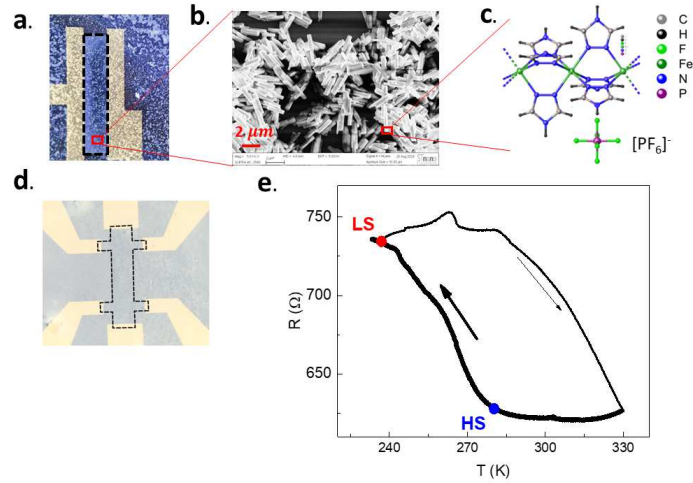 a.
b.
c.
2 μm
C
H
F
Fe
N
P
[PF6]-
d.
e.
750
700
650
R (Ω)
LS
HS
240
270
300
330
T (K)